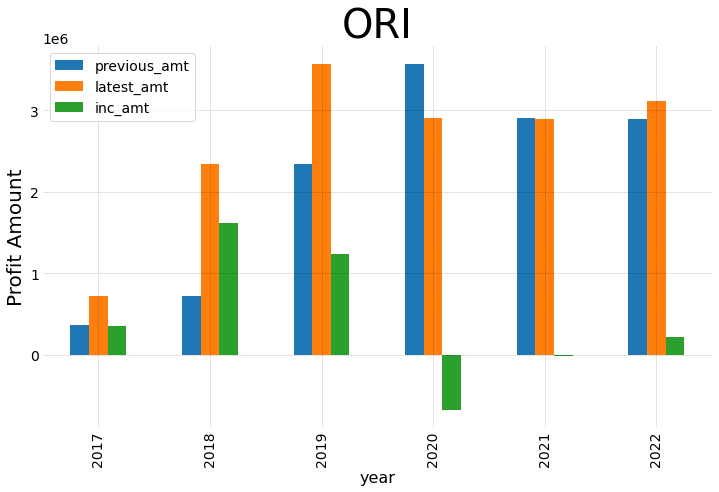 ORI
1e6
previous_amt
latest_amt
inc_amt
3
2
1
0
Profit Amount
2017 2018 2019 2020 2021 2022
year